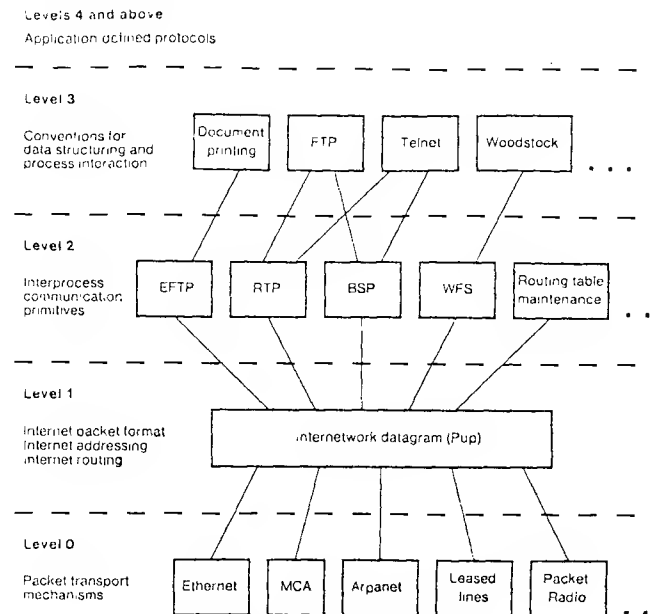 Levels 4 and above
Application defined protocols
Level 3
Conventions for
data structuring and
process interaction
Document
printing
FTP
Telnet
Woodstock
. . .
Level 2
Interprocess
communication
primitives
EFTP
RTP
BSP
WFS
Routing table
maintenance
. .
Level 1
Internet packet format
Internet addressing
Internet routing
Internetwork datagram (Pup)
Level 0
Packet transport
mechanisms
Ethernet
MCA
Arpanet
Leased
lines
Packet
Radio